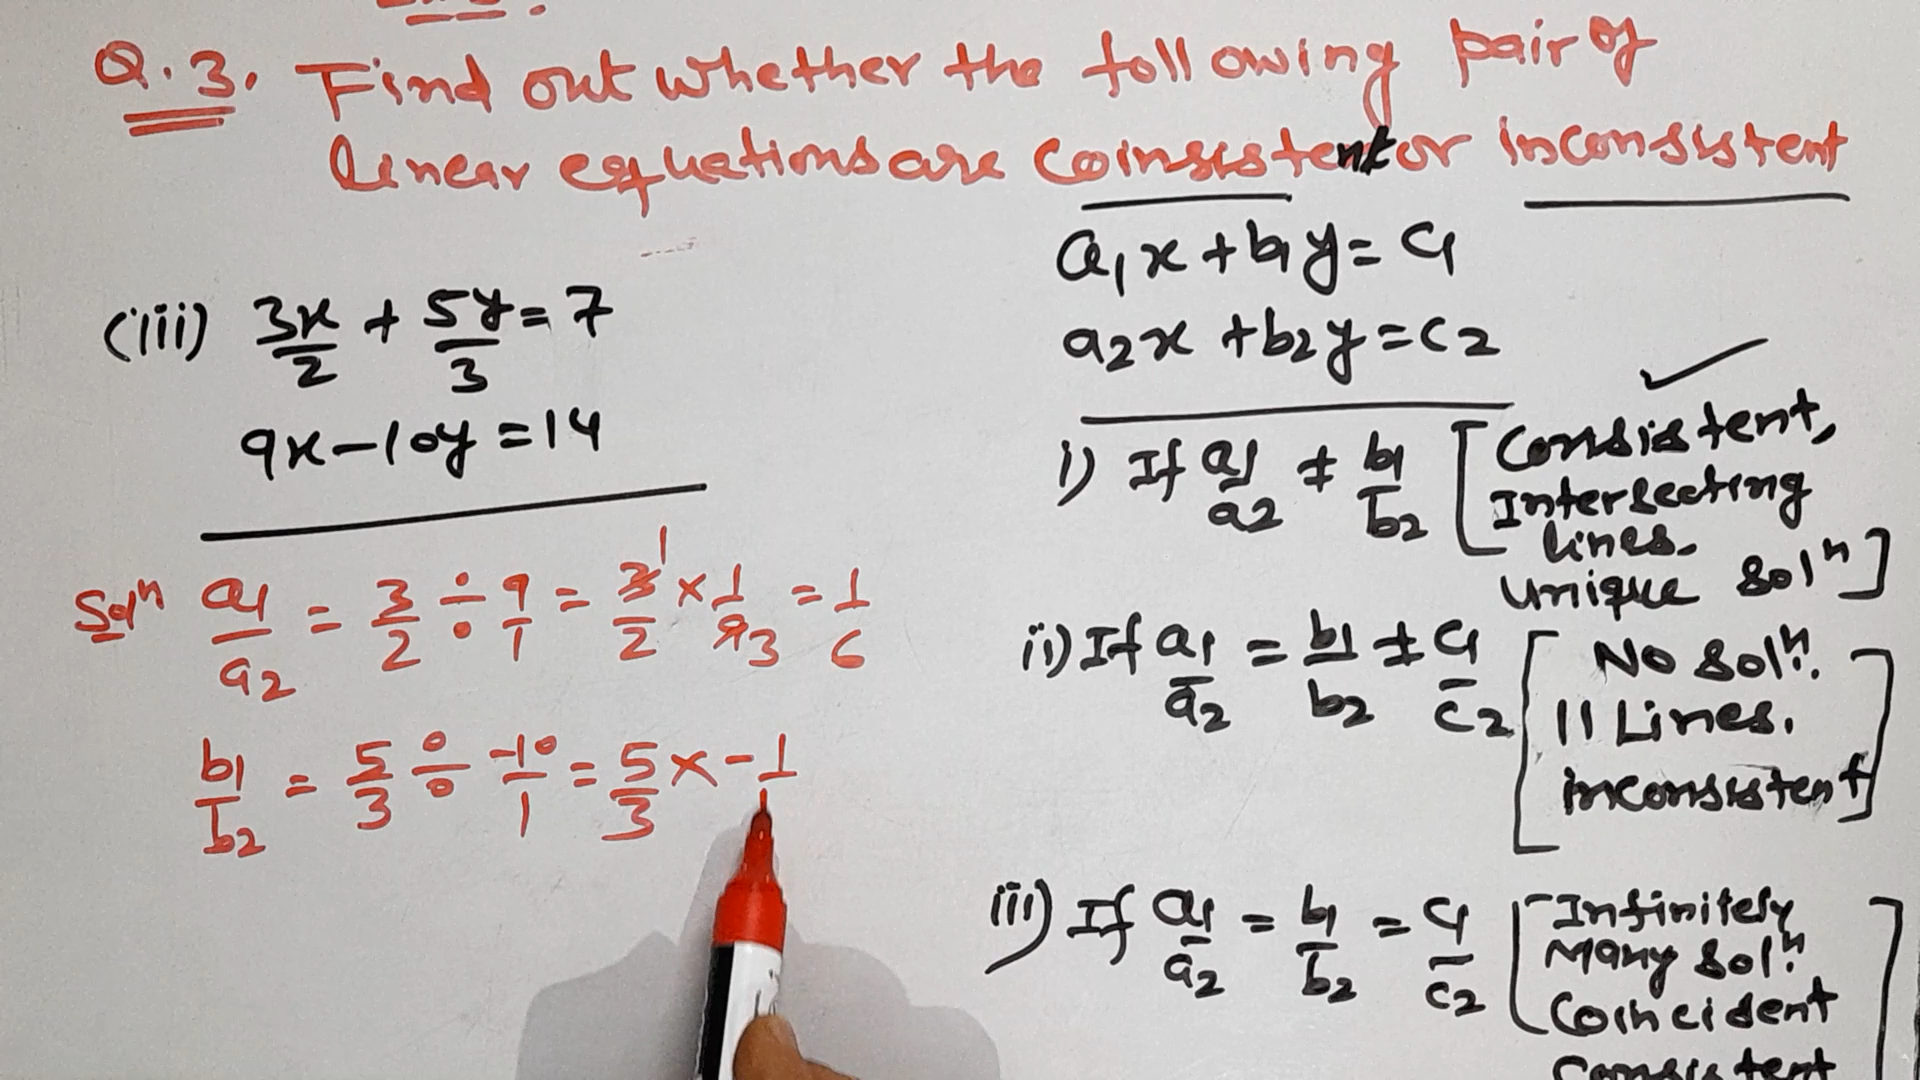 Q.3. Find out whether the following pair of
linear equations are coinsistent or inconsistent
(iii) 3x/2 + 5y/3 = 7
9x - 10y = 14
Solⁿ a1/a2 = 3/2 ÷ 9/1 = 3/2 1 × 1/9 3 = 1/6
b1/b2 = 5/3 ÷ -10/1 = 5/3 × -1/
a1x + b1y = c1
a2x + b2y = c2
i) If a1/a2 ≠ b1/b2 [Consistent,
Intersecting
lines.
unique Solⁿ]
ii) If a1/a2 = b1/b2 ≠ c1/c2 [No Solⁿ.
|| Lines.
inconsistent]
iii) If a1/a2 = b1/b2 = c1/c2 [Infinitely
Many Solⁿ.
Coincident
Consistent